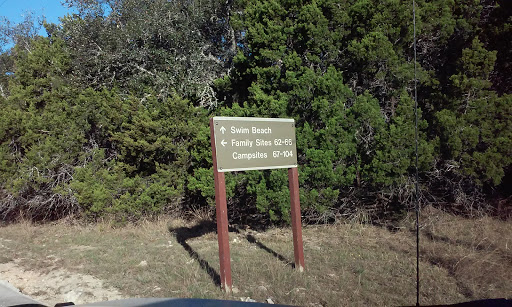 ↑ Swim Beach
← Family Sites 62-66
Campsites 67-104